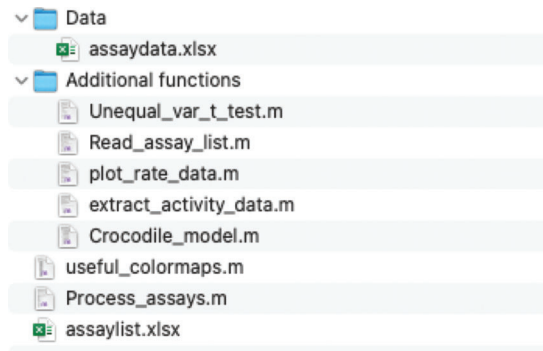 Data
assaydata.xlsx
Additional functions
Unequal_var_t_test.m
Read_assay_list.m
plot_rate_data.m
extract_activity_data.m
Crocodile_model.m
useful_colormaps.m
Process_assays.m
assaylist.xlsx